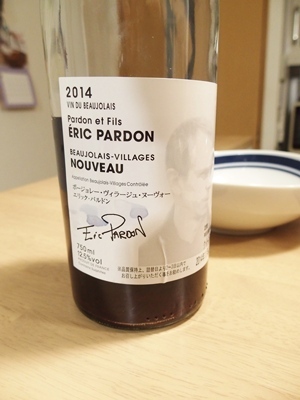 2014
VIN DU BEAUJOLAIS
Pardon et Fils
ÉRIC PARDON
BEAUJOLAIS-VILLAGES
NOUVEAU
Appellation Beaujolais-Villages Contrôlée
ボージョレー・ヴィラージュ・ヌーヴォー
エリック・パルドン
Eric PARDON
750ml
12.5%vol